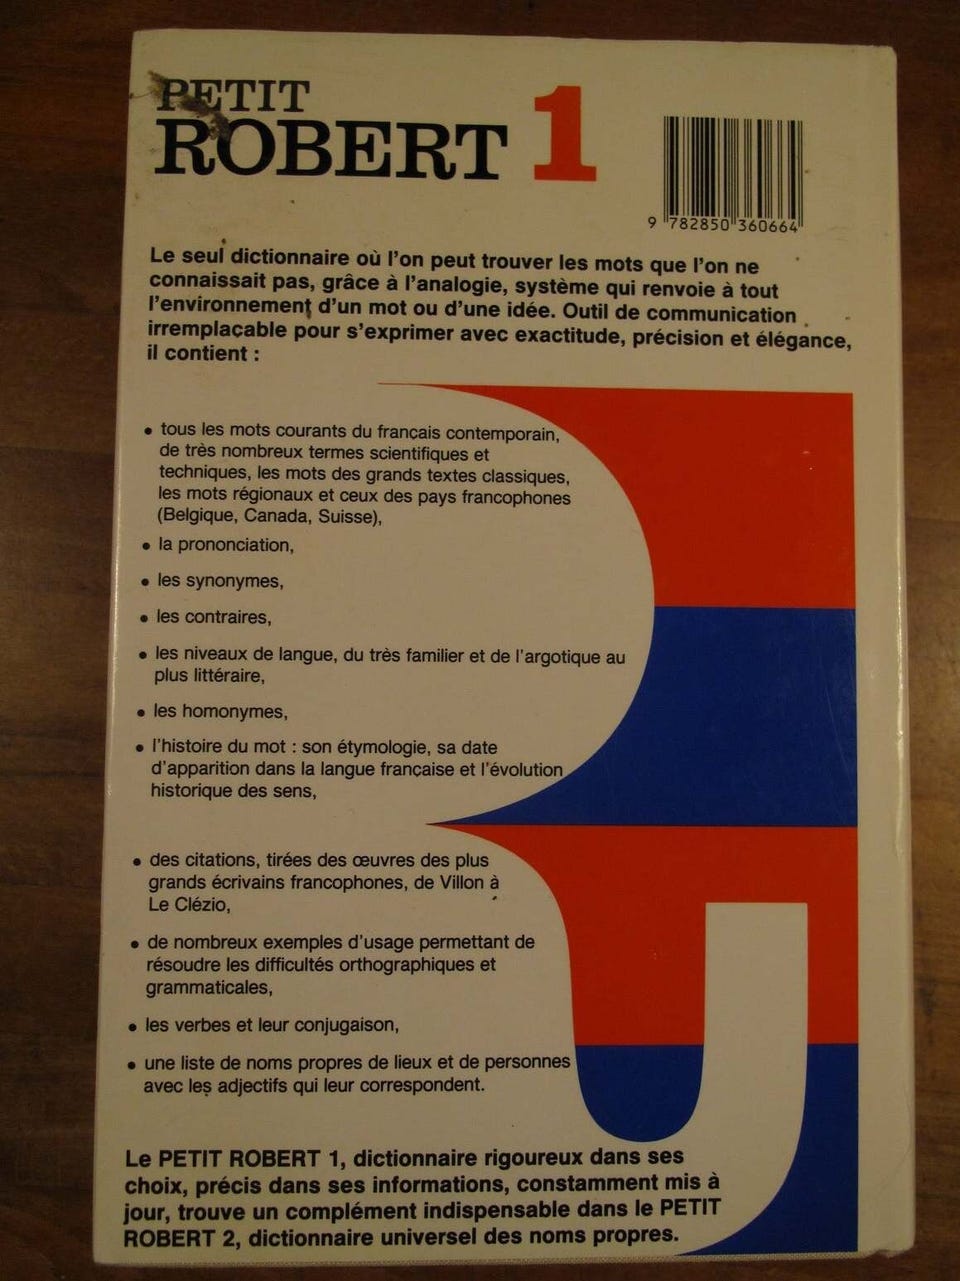 PETIT
ROBERT 1
9 782850 360664
Le seul dictionnaire où l'on peut trouver les mots que l'on ne
connaissait pas, grâce à l'analogie, système qui renvoie à tout
l'environnement d'un mot ou d'une idée. Outil de communication
irremplaçable pour s'exprimer avec exactitude, précision et élégance,
il contient :
• tous les mots courants du français contemporain,
de très nombreux termes scientifiques et
techniques, les mots des grands textes classiques,
les mots régionaux et ceux des pays francophones
(Belgique, Canada, Suisse),
• la prononciation,
• les synonymes,
• les contraires,
• les niveaux de langue, du très familier et de l'argotique au
plus littéraire,
• les homonymes,
• l'histoire du mot : son étymologie, sa date
d'apparition dans la langue française et l'évolution
historique des sens,
• des citations, tirées des œuvres des plus
grands écrivains francophones, de Villon à
Le Clézio,
• de nombreux exemples d'usage permettant de
résoudre les difficultés orthographiques et
grammaticales,
• les verbes et leur conjugaison,
• une liste de noms propres de lieux et de personnes
avec les adjectifs qui leur correspondent.
Le PETIT ROBERT 1, dictionnaire rigoureux dans ses
choix, précis dans ses informations, constamment mis à
jour, trouve un complément indispensable dans le PETIT
ROBERT 2, dictionnaire universel des noms propres.